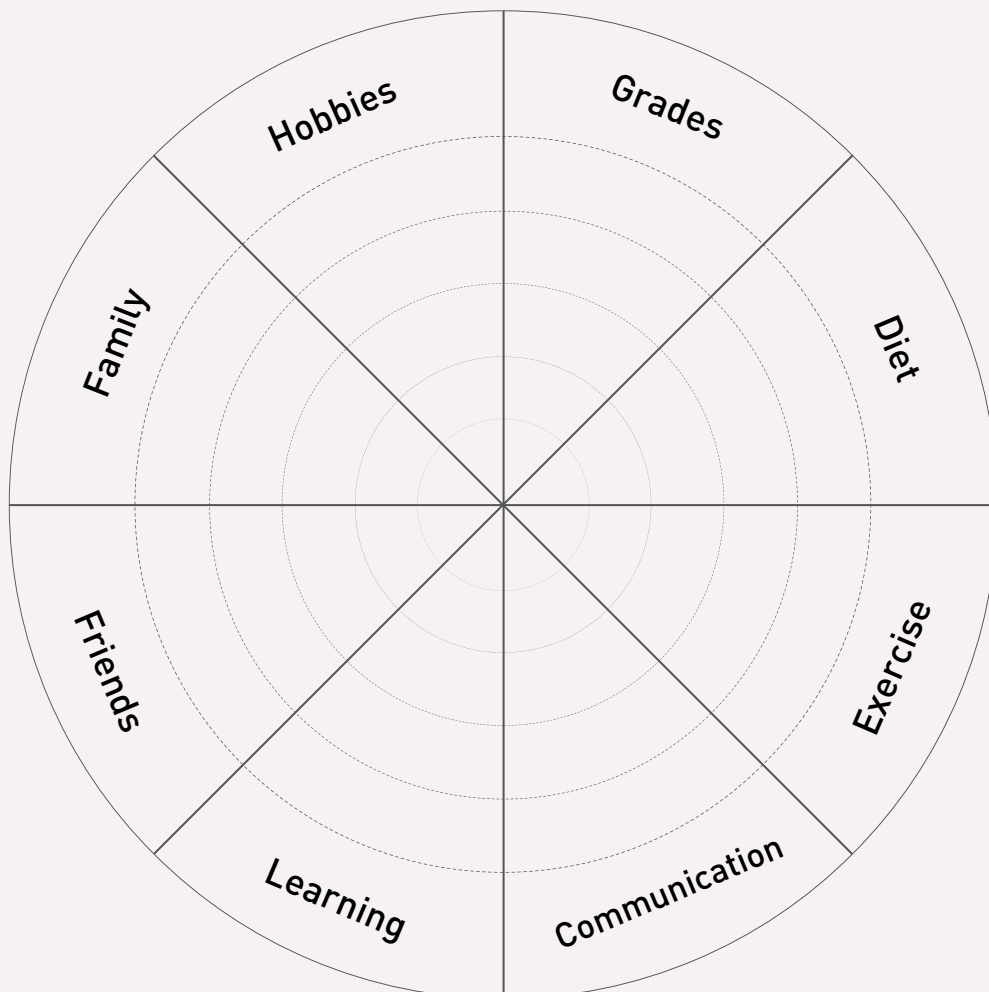 Hobbies
Grades
Family
Diet
Friends
Exercise
Learning
Communication